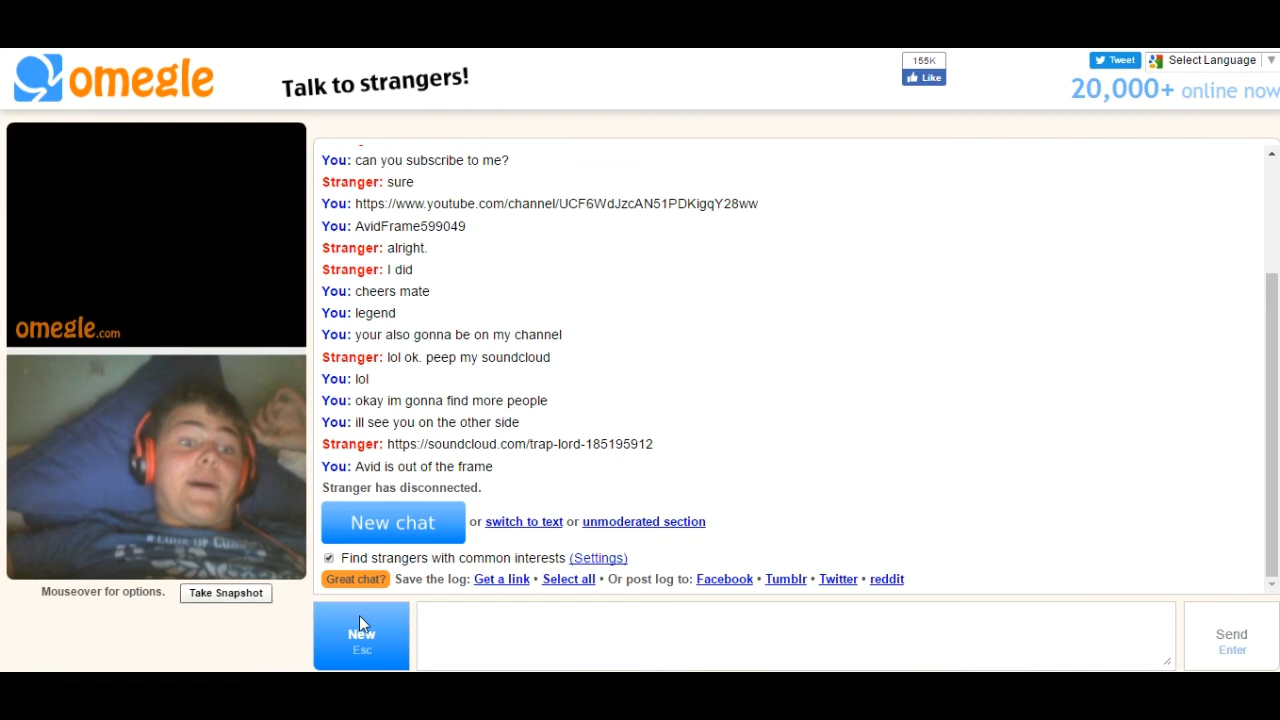 omegle
Talk to strangers!
155K
Like
Tweet
Select Language
20,000+ online now
omegle.com
You: can you subscribe to me?
Stranger: sure
You: https://www.youtube.com/channel/UCF6WdJzcAN51PDKigqY28ww
You: AvidFrame599049
Stranger: alright.
Stranger: I did
You: cheers mate
You: legend
You: your also gonna be on my channel
Stranger: lol ok. peep my soundcloud
You: lol
You: okay im gonna find more people
You: ill see you on the other side
Stranger: https://soundcloud.com/trap-lord-185195912
You: Avid is out of the frame
Stranger has disconnected.
New chat or switch to text or unmoderated section
Find strangers with common interests (Settings)
Great chat? Save the log: Get a link • Select all • Or post log to: Facebook • Tumblr • Twitter • reddit
Mouseover for options. Take Snapshot
New
Esc
Send
Enter